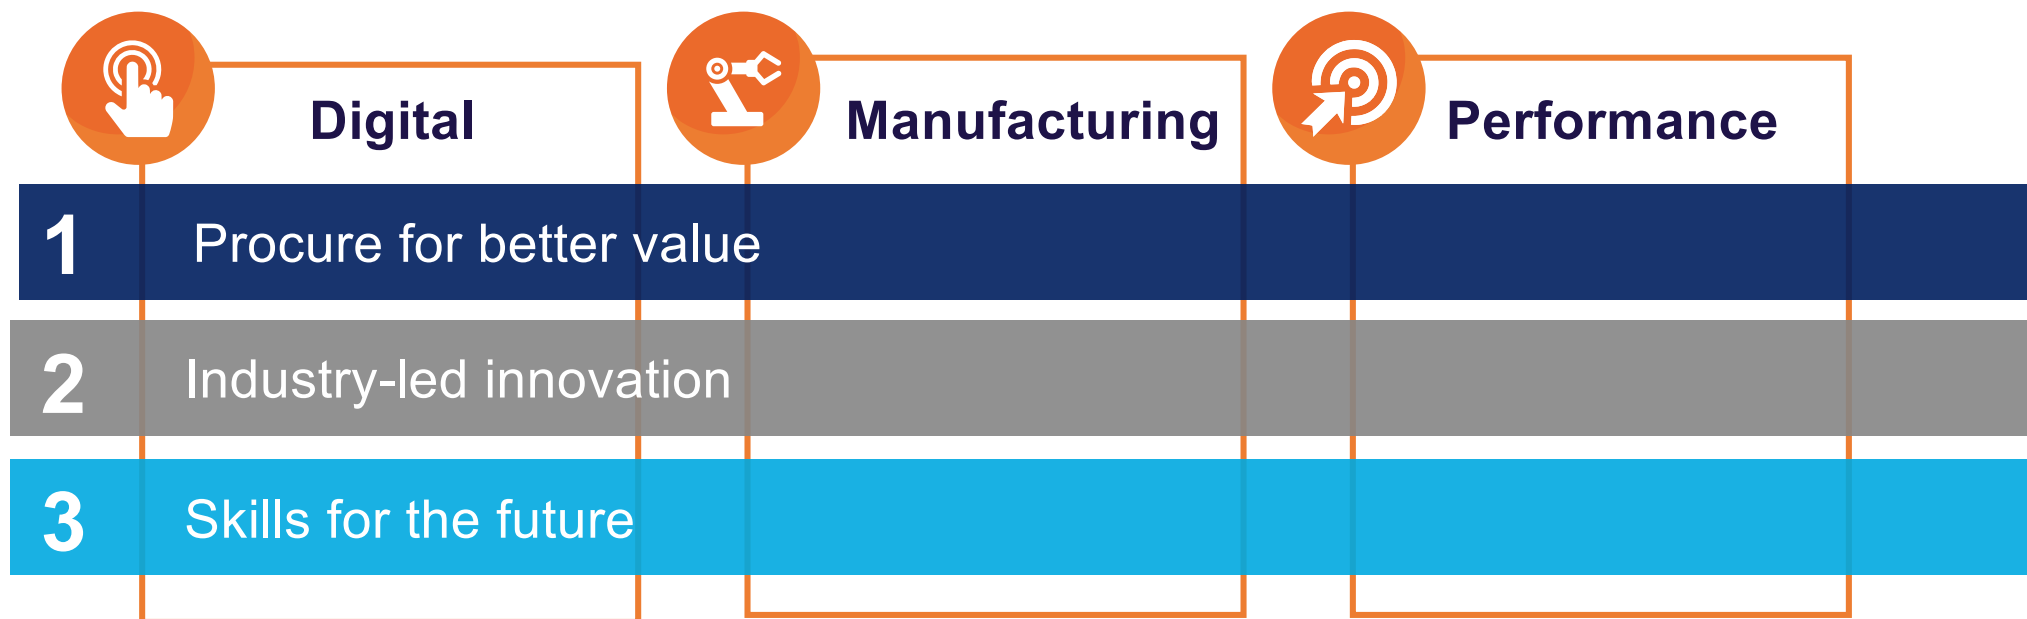 Digital
Manufacturing
Performance
1 Procure for better value
2 Industry-led innovation
3 Skills for the future